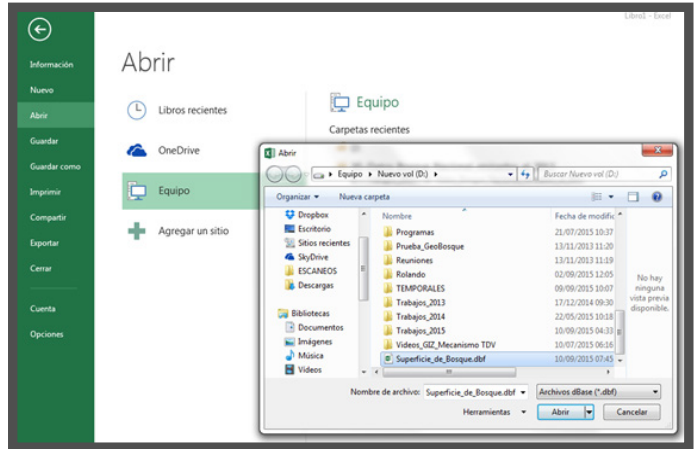 Libro1 - Excel
Información
Nuevo
Abrir
Guardar
Guardar como
Imprimir
Compartir
Exportar
Cerrar
Cuenta
Opciones
Abrir
Libros recientes
OneDrive
Equipo
Agregar un sitio
Equipo
Carpetas recientes
Abrir
Equipo ▸ Nuevo vol (D:) ▸
Buscar Nuevo vol (D:)
Organizar
Nueva carpeta
Dropbox
Escritorio
Sitios recientes
SkyDrive
ESCANEOS
Descargas
Bibliotecas
Documentos
Imágenes
Música
Vídeos
Nombre Fecha de modific
Programas 21/07/2015 10:37
Prueba_GeoBosque 13/11/2013 11:20
Reuniones 13/11/2013 11:19
Rolando 02/09/2015 12:05
TEMPORALES 09/09/2015 10:07
Trabajos_2013 17/12/2014 09:30
Trabajos_2014 22/05/2015 10:18
Trabajos_2015 10/09/2015 04:33
Videos_GIZ_Mecanismo TDV 10/07/2015 06:16
Superficie_de_Bosque.dbf 10/09/2015 07:45
No hay
ninguna
vista previa
disponible.
Nombre de archivo: Superficie_de_Bosque.dbf
Archivos dBase (*.dbf)
Herramientas
Abrir
Cancelar